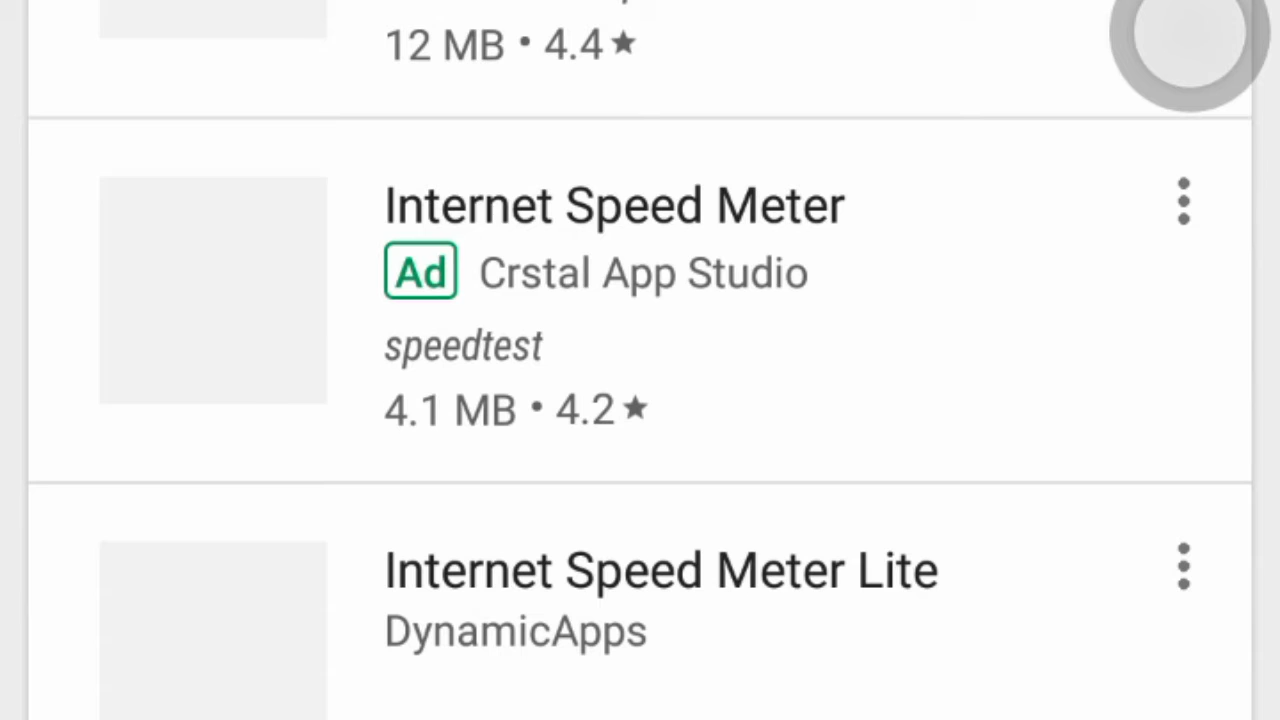 12 MB • 4.4★
Internet Speed Meter
Ad Crstal App Studio
speedtest
4.1 MB • 4.2★
Internet Speed Meter Lite
DynamicApps